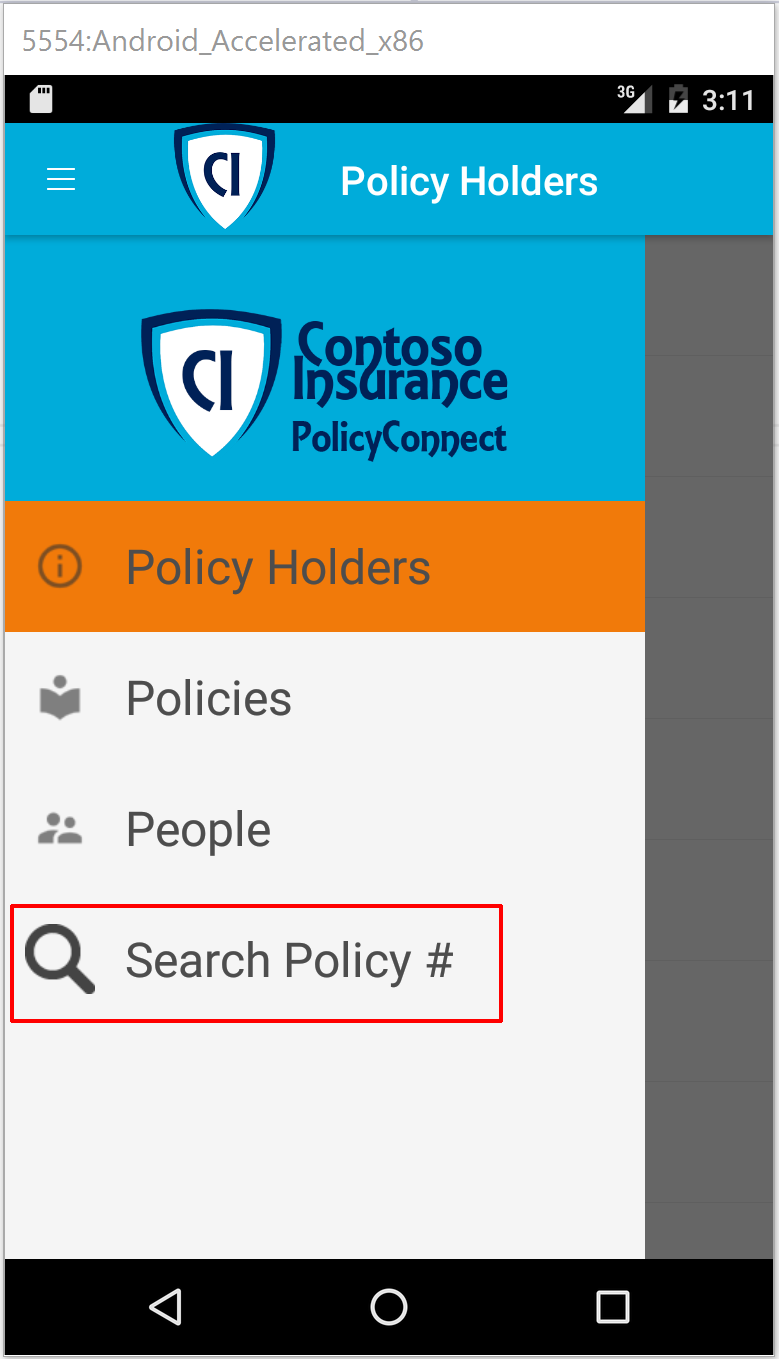 5554:Android_Accelerated_x86
3G 3:11
CI Policy Holders
CI Contoso
Insurance
PolicyConnect
Policy Holders
Policies
People
Search Policy #